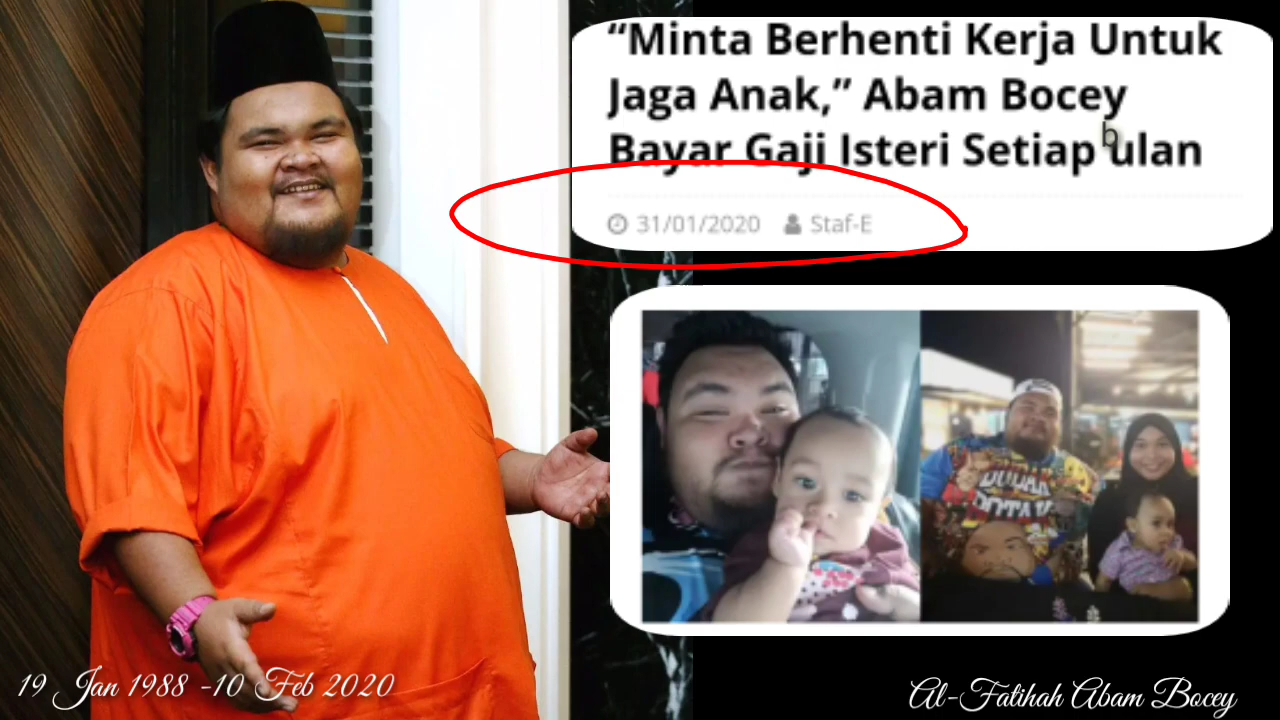 “Minta Berhenti Kerja Untuk
Jaga Anak,” Abam Bocey
Bayar Gaji Isteri Setiap bulan
31/01/2020 Staf-E
19 Jan 1988 -10 Feb 2020
Al-Fatihah Abam Bocey